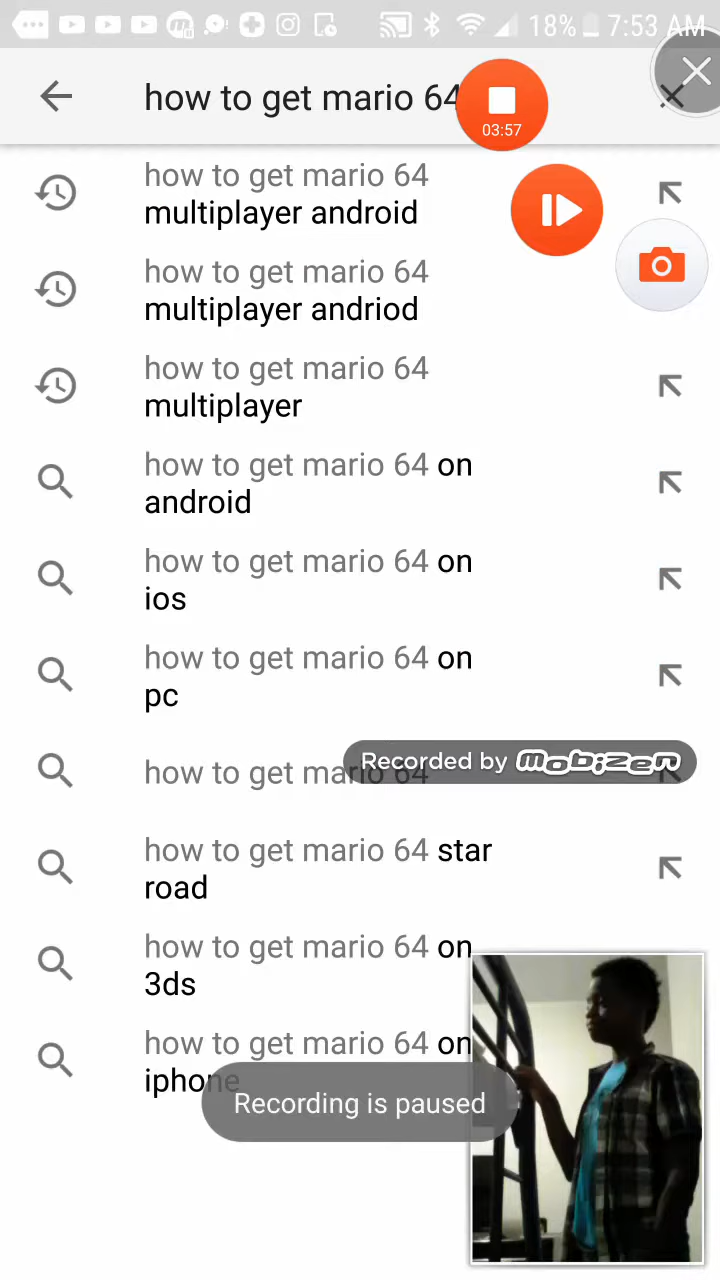 18% 7:53 AM
how to get mario 64
03:57
how to get mario 64
multiplayer android
how to get mario 64
multiplayer andriod
how to get mario 64
multiplayer
how to get mario 64 on
android
how to get mario 64 on
ios
how to get mario 64 on
pc
Recorded by mobizen
how to get mario 64
how to get mario 64 star
road
how to get mario 64 on
3ds
how to get mario 64 on
iphone
Recording is paused